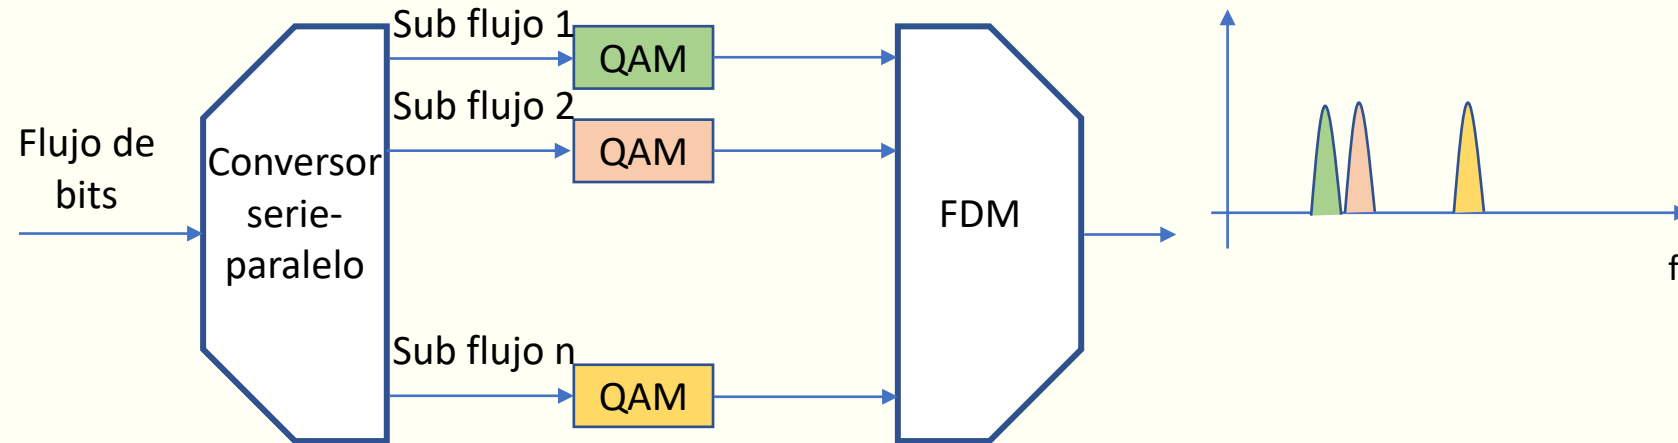 Flujo de
bits
Conversor
serie-
paralelo
Sub flujo 1
QAM
Sub flujo 2
QAM
Sub flujo n
QAM
FDM
f